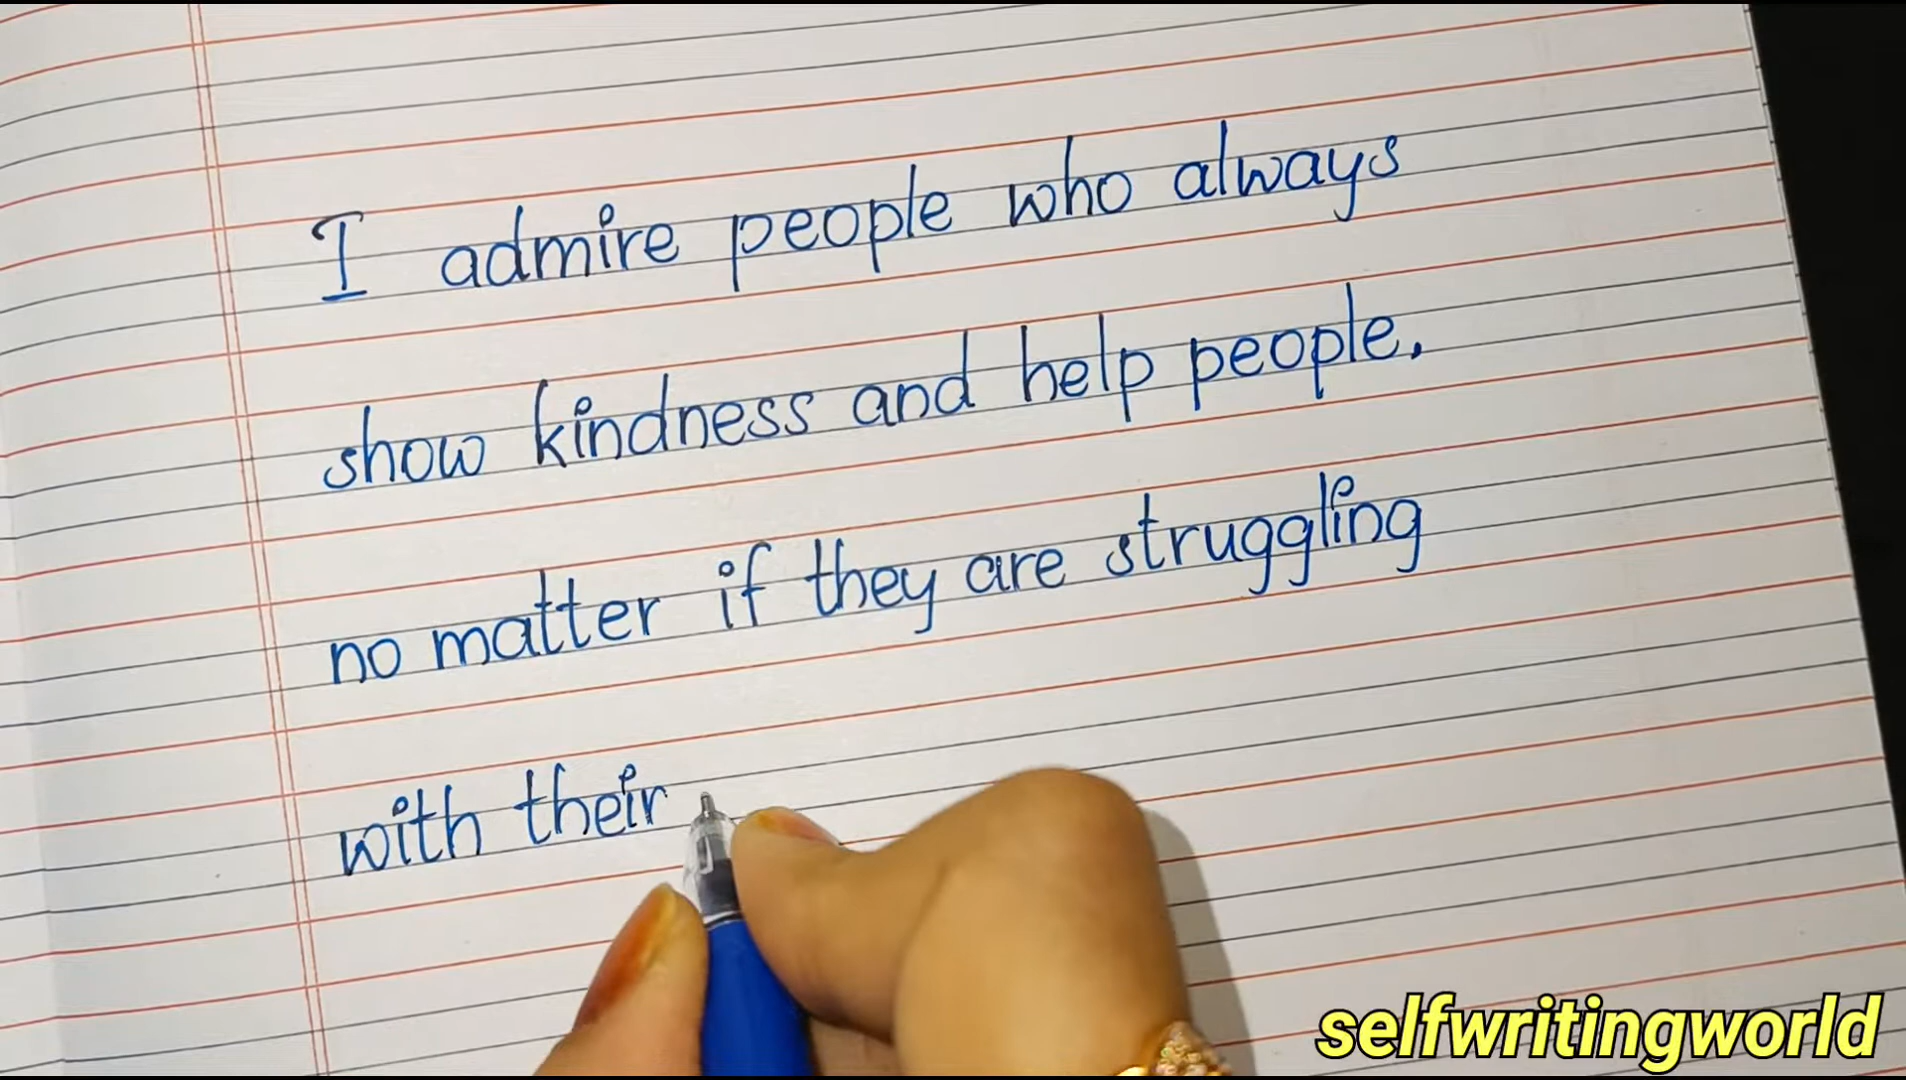 I admire people who always
show kindness and help people.
no matter if they are struggling
with their
selfwritingworld